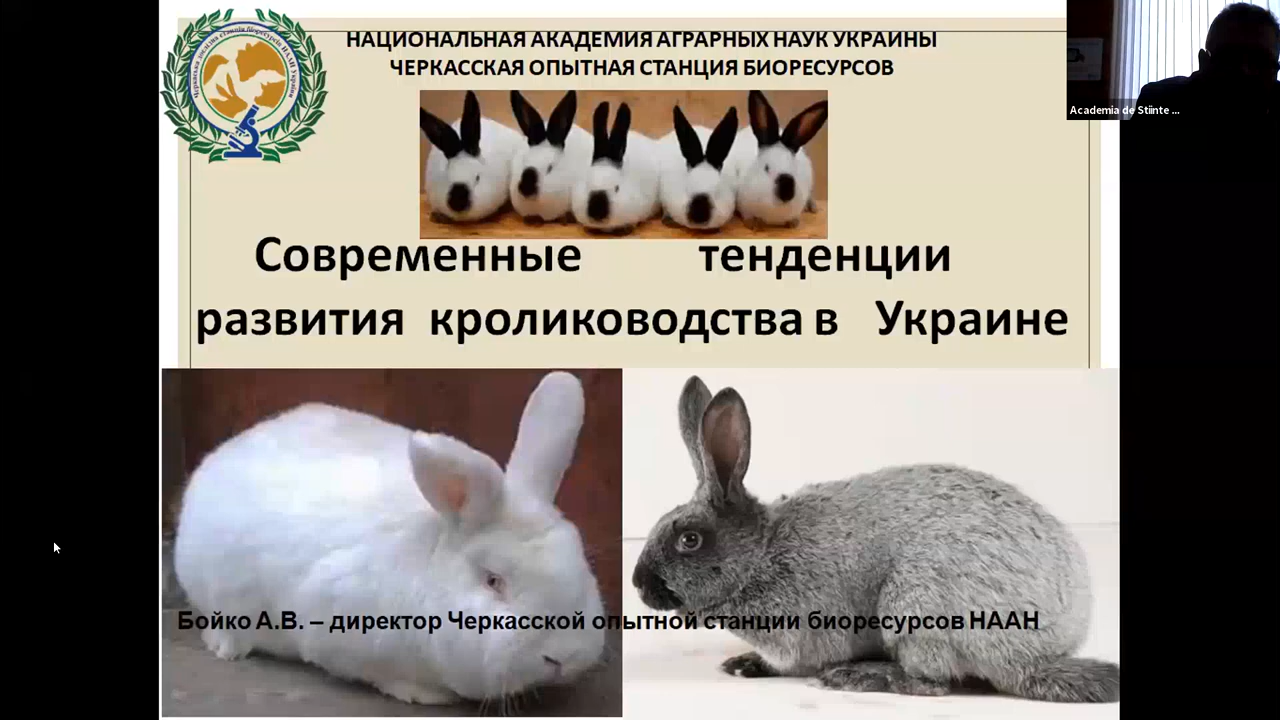 НАЦИОНАЛЬНАЯ АКАДЕМИЯ АГРАРНЫХ НАУК УКРАИНЫ
ЧЕРКАССКАЯ ОПЫТНАЯ СТАНЦИЯ БИОРЕСУРСОВ
Academia de Stiinte ...
Современные тенденции
развития кролиководства в Украине
Бойко А.В. – директор Черкасской опытной станции биоресурсов НААН